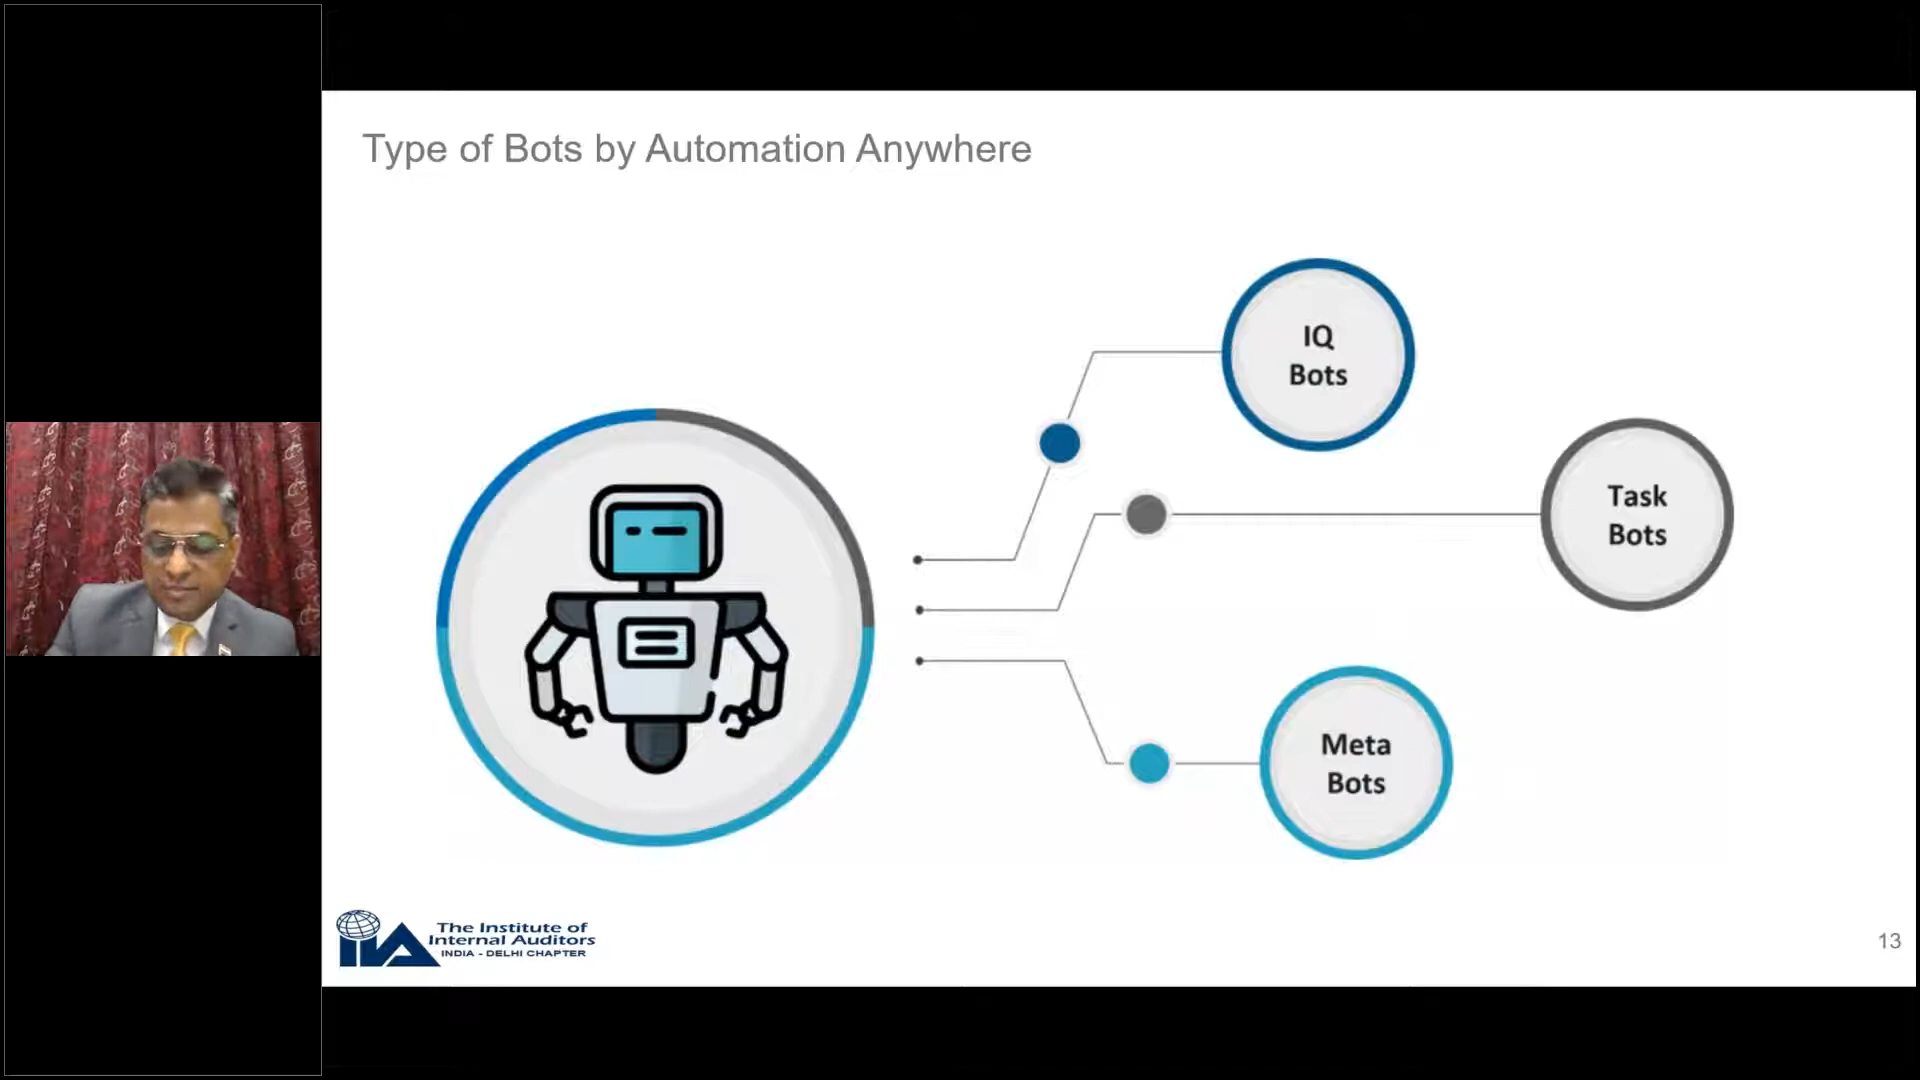 Type of Bots by Automation Anywhere
IQ
Bots
Task
Bots
Meta
Bots
IIA
The Institute of
Internal Auditors
INDIA - DELHI CHAPTER
13